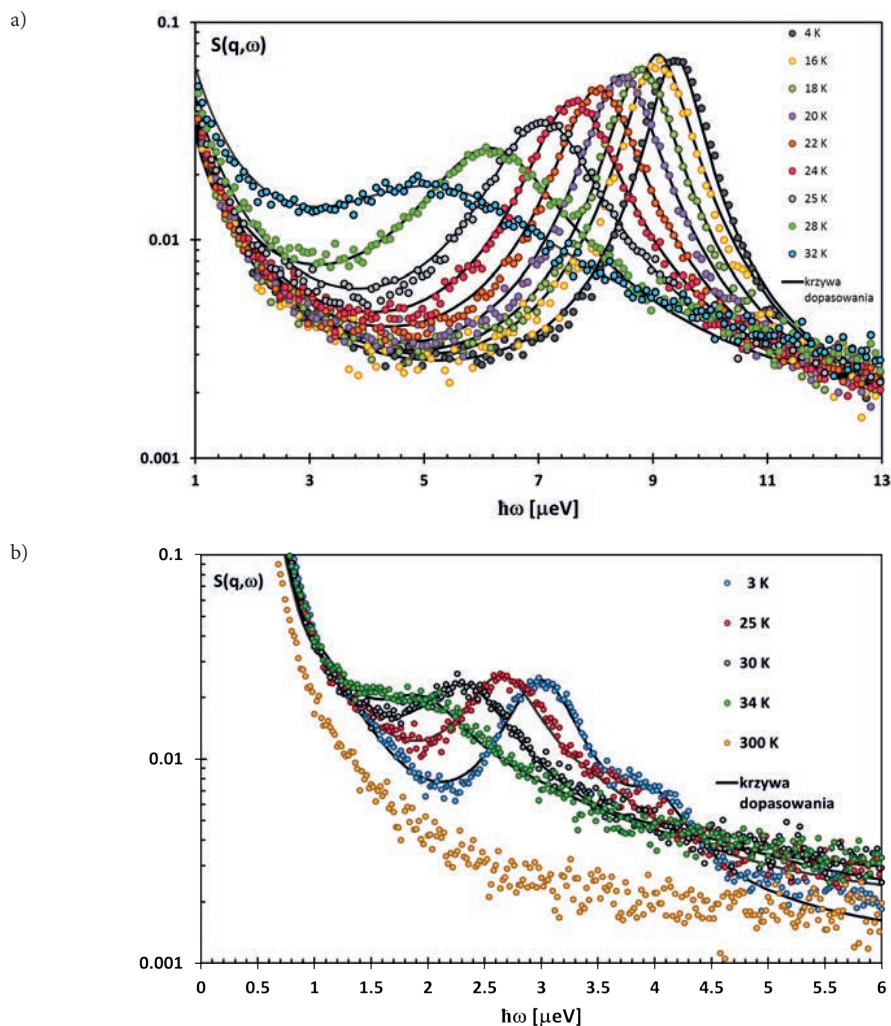 a)
0.1
S(q,ω)
4 K
16 K
18 K
20 K
22 K
24 K
25 K
28 K
32 K
krzywa
dopasowania
0.01
0.001
1 3 5 7 9 11 13
ħω [μeV]
b)
0.1
S(q,ω)
3 K
25 K
30 K
34 K
300 K
krzywa
dopasowania
0.01
0.001
0 0.5 1 1.5 2 2.5 3 3.5 4 4.5 5 5.5 6
ħω [μeV]